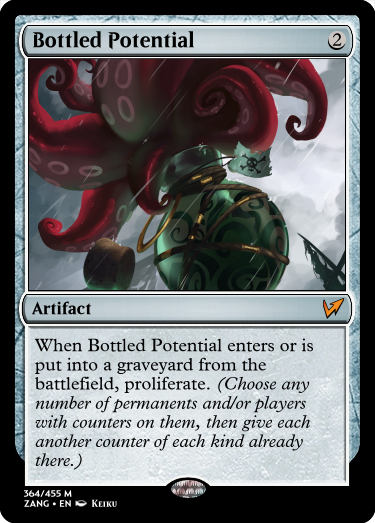 Bottled Potential 2
Artifact
When Bottled Potential enters or is
put into a graveyard from the
battlefield, proliferate. (Choose any
number of permanents and/or players
with counters on them, then give each
another counter of each kind already
there.)
364/455 M
ZANG • EN Keiku